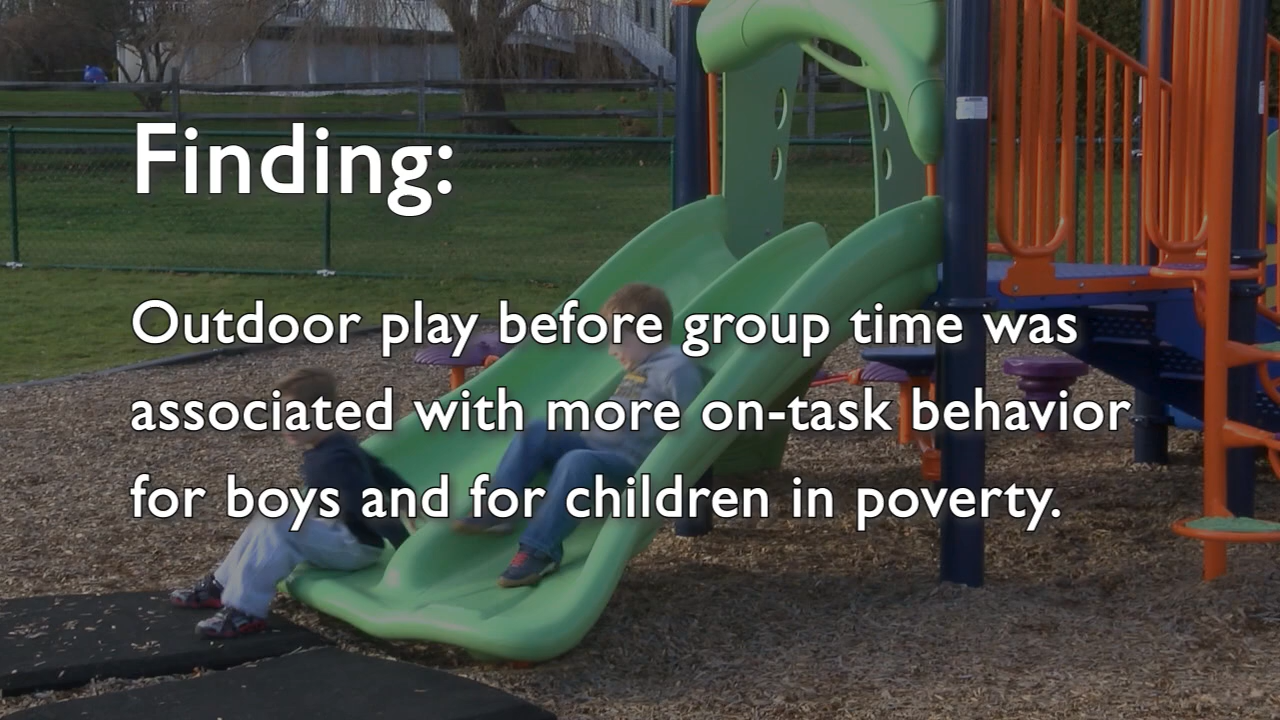 Finding:
Outdoor play before group time was
associated with more on-task behavior
for boys and for children in poverty.